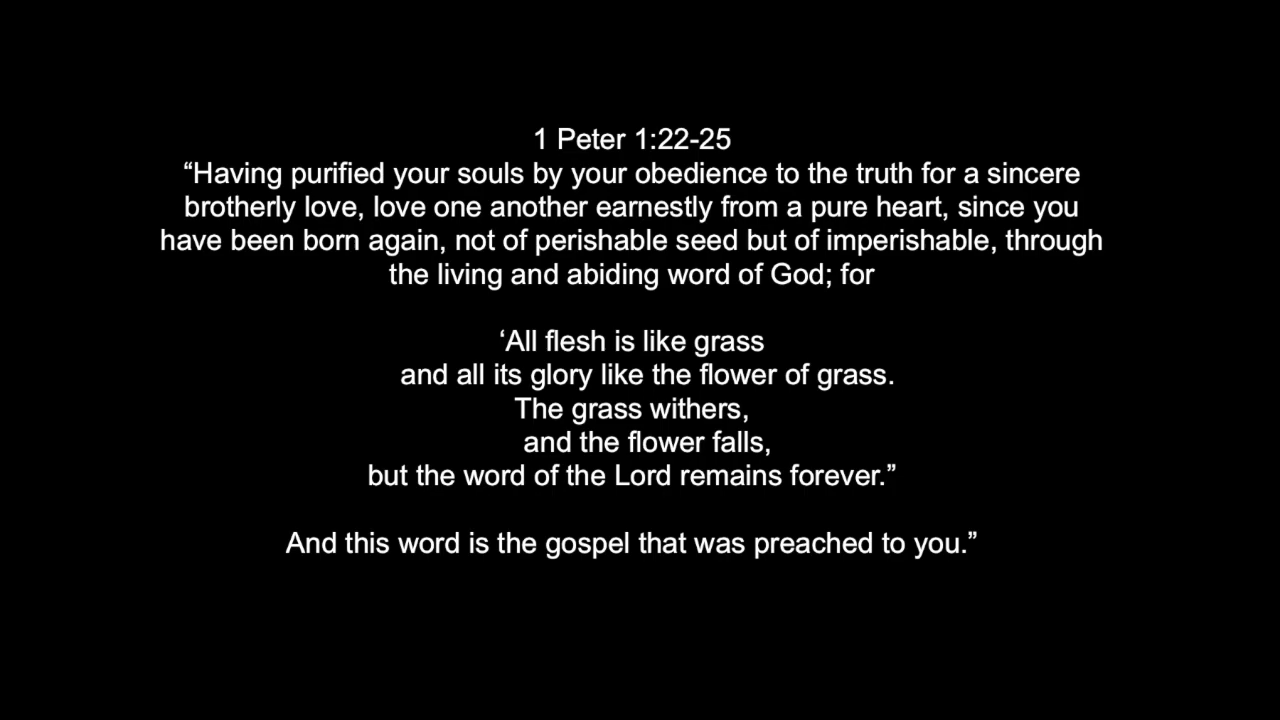 1 Peter 1:22-25
“Having purified your souls by your obedience to the truth for a sincere
brotherly love, love one another earnestly from a pure heart, since you
have been born again, not of perishable seed but of imperishable, through
the living and abiding word of God; for
‘All flesh is like grass
and all its glory like the flower of grass.
The grass withers,
and the flower falls,
but the word of the Lord remains forever.”
And this word is the gospel that was preached to you.”